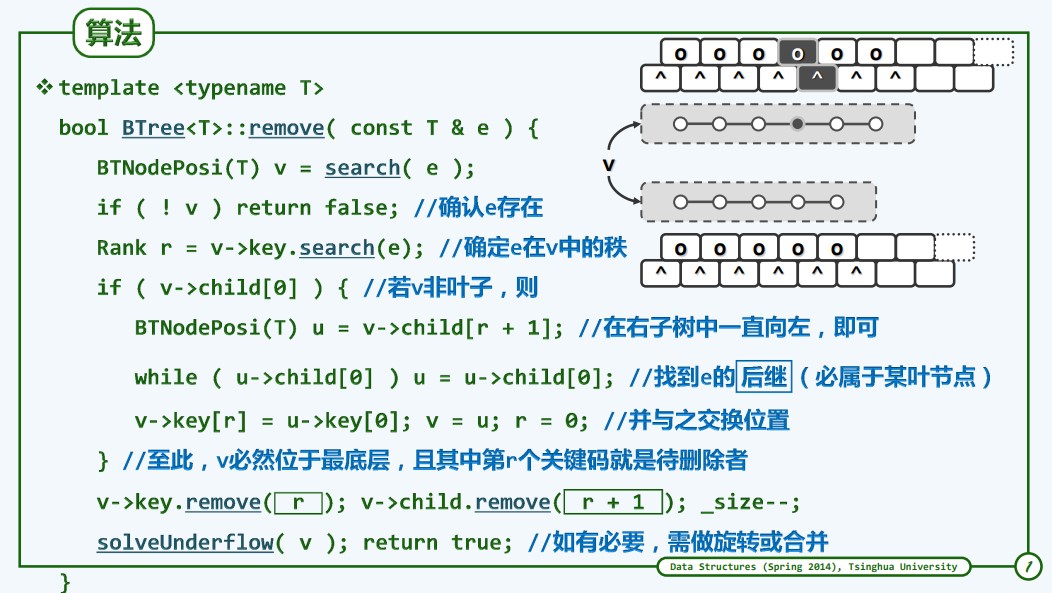 算法
❖ template <typename T>
bool BTree<T>::remove( const T & e ) {
BTNodePosi(T) v = search( e );
if ( ! v ) return false; //确认e存在
Rank r = v->key.search(e); //确定e在v中的秩
if ( v->child[0] ) { //若v非叶子，则
BTNodePosi(T) u = v->child[r + 1]; //在右子树中一直向左，即可
while ( u->child[0] ) u = u->child[0]; //找到e的后继（必属于某叶节点）
v->key[r] = u->key[0]; v = u; r = 0; //并与之交换位置
} //至此，v必然位于最底层，且其中第r个关键码就是待删除者
v->key.remove( r ); v->child.remove( r + 1 ); _size--;
solveUnderflow( v ); return true; //如有必要，需做旋转或合并
}
o o o o o o
^ ^ ^ ^ ^ ^ ^
v
o o o o o
^ ^ ^ ^ ^ ^
Data Structures (Spring 2014), Tsinghua University
1